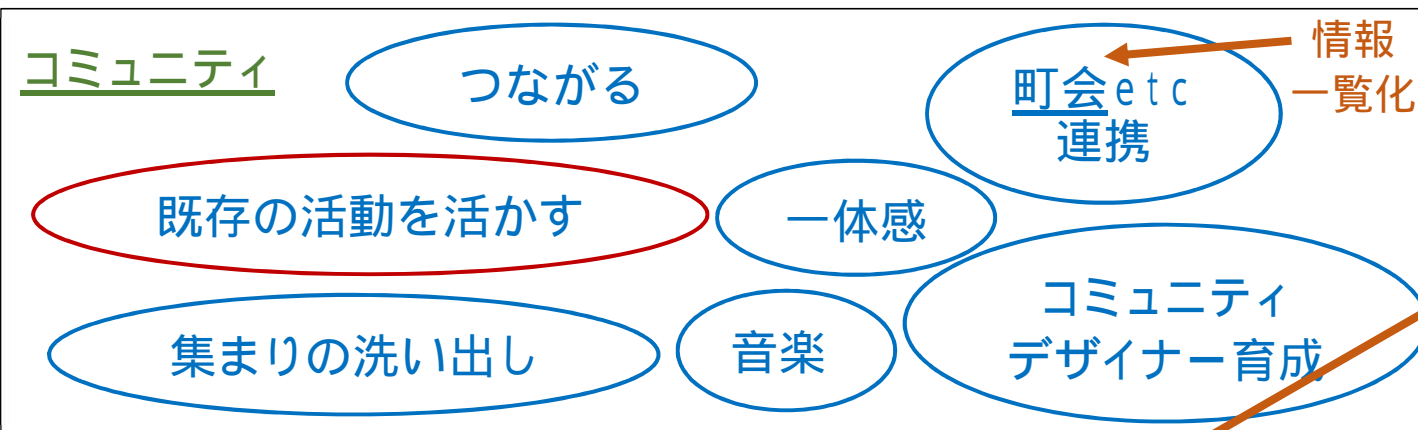 コミュニティ
つながる
町会etc
連携
情報
一覧化
既存の活動を活かす
一体感
集まりの洗い出し
音楽
コミュニティ
デザイナー育成